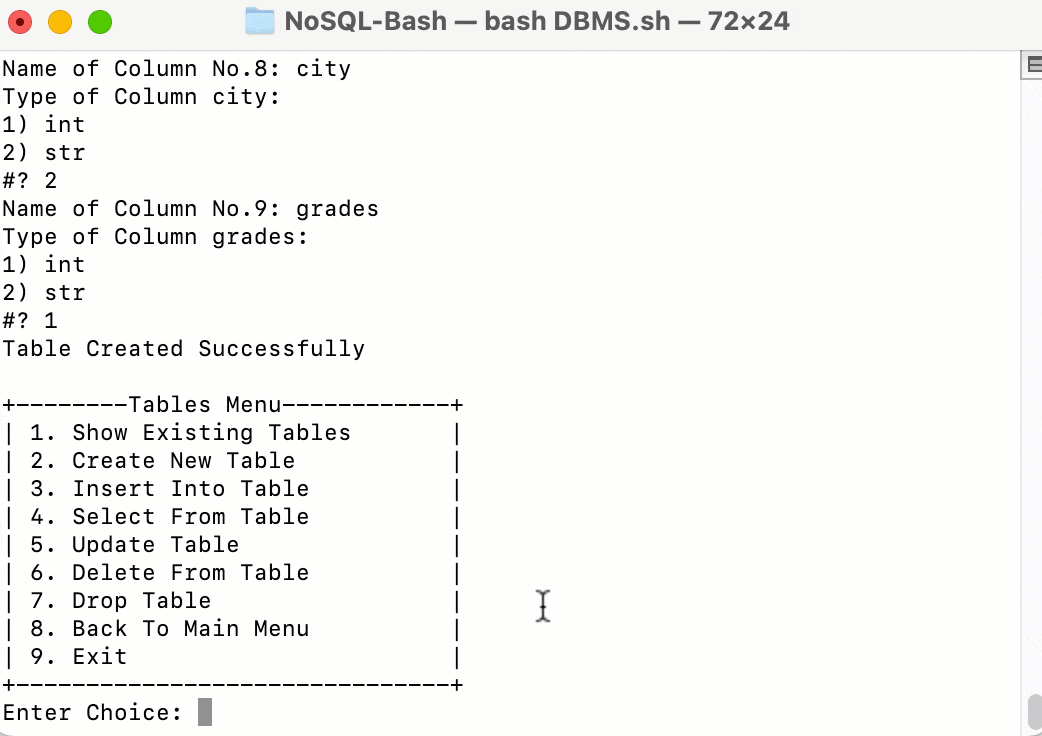 NoSQL-Bash — bash DBMS.sh — 72×24
Name of Column No.8: city
Type of Column city:
1) int
2) str
#? 2
Name of Column No.9: grades
Type of Column grades:
1) int
2) str
#? 1
Table Created Successfully
+--------Tables Menu------------+
| 1. Show Existing Tables       |
| 2. Create New Table           |
| 3. Insert Into Table          |
| 4. Select From Table          |
| 5. Update Table               |
| 6. Delete From Table          |
| 7. Drop Table                 |
| 8. Back To Main Menu          |
| 9. Exit                       |
+-------------------------------+
Enter Choice: